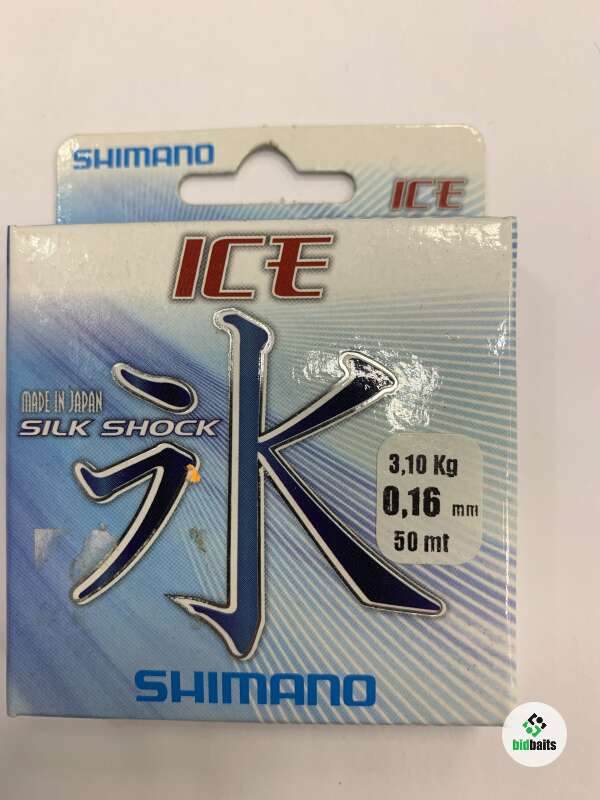 SHIMANO
ICE
ICE
氷
MADE IN JAPAN
SILK SHOCK
3,10 Kg
0,16 mm
50 mt
SHIMANO
bidbaits